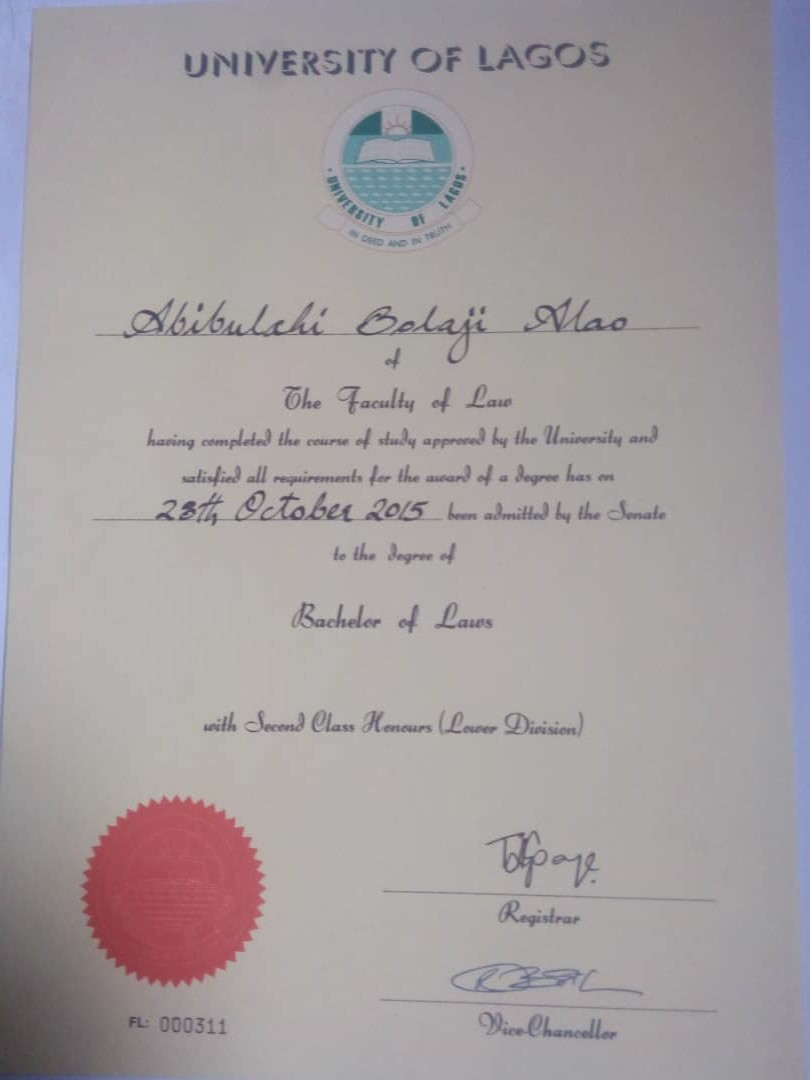 UNIVERSITY OF LAGOS
UNIVERSITY OF LAGOS
IN DEED AND IN TRUTH
Abibulahi Bolaji Alao
of
The Faculty of Law
having completed the course of study approved by the University and
satisfied all requirements for the award of a degree has on
28th October 2015 been admitted by the Senate
to the degree of
Bachelor of Laws
with Second Class Honours (Lower Division)
Registrar
Vice-Chancellor
FL: 000311